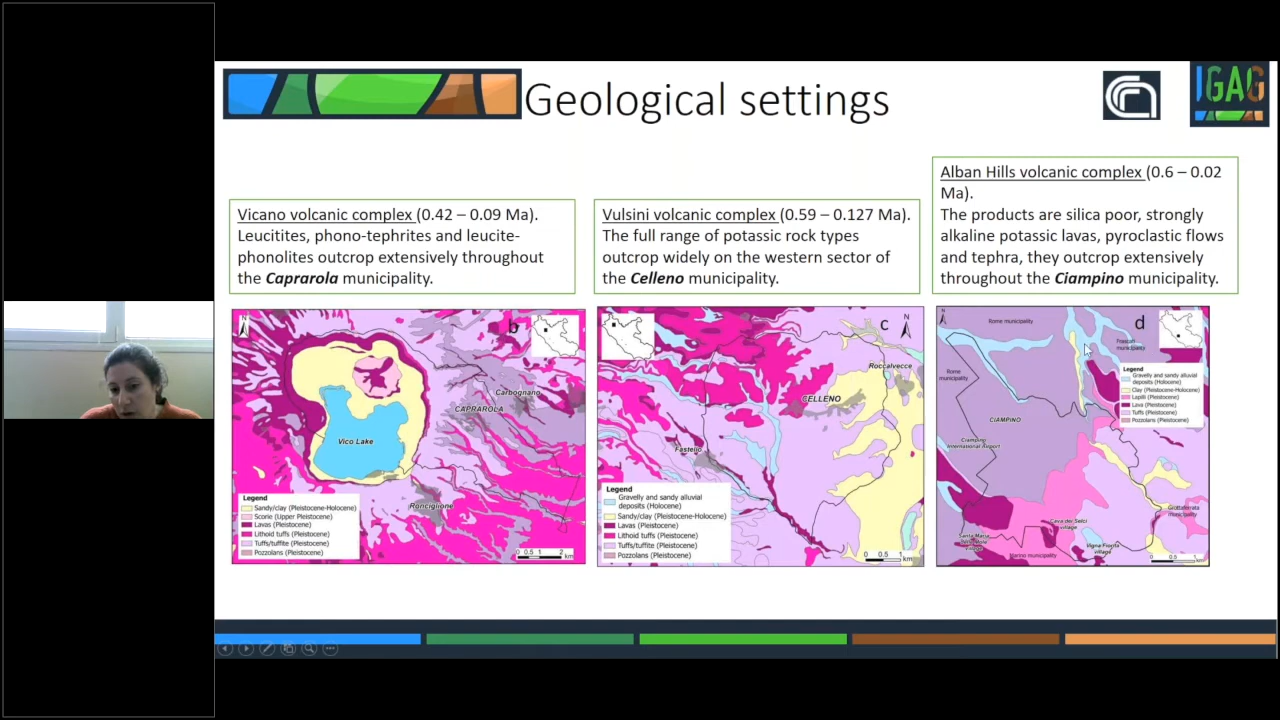 Geological settings
IGAG
Vicano volcanic complex (0.42 – 0.09 Ma).
Leucitites, phono-tephrites and leucite-
phonolites outcrop extensively throughout
the Caprarola municipality.
Vulsini volcanic complex (0.59 – 0.127 Ma).
The full range of potassic rock types
outcrop widely on the western sector of
the Celleno municipality.
Alban Hills volcanic complex (0.6 – 0.02
Ma).
The products are silica poor, strongly
alkaline potassic lavas, pyroclastic flows
and tephra, they outcrop extensively
throughout the Ciampino municipality.
N
b
Carbognano
CAPRAROLA
Vico Lake
Ronciglione
Legend
Sandy/clay (Pleistocene-Holocene)
Scorie (Upper Pleistocene)
Lavas (Pleistocene)
Lithoid tuffs (Pleistocene)
Tuffs/tuffite (Pleistocene)
Pozzolans (Pleistocene)
0 0.5 1 2
km
c
N
Roccalvecce
CELLENO
Fastello
Legend
Gravelly and sandy alluvial
deposits (Holocene)
Sandy/clay (Pleistocene-Holocene)
Lavas (Pleistocene)
Lithoid tuffs (Pleistocene)
Tuffs/tuffite (Pleistocene)
Pozzolans (Pleistocene)
0 0.5 1
km
N
Rome municipality
d
Frascati
municipality
Rome
municipality
Legend
Gravelly and sandy alluvial
deposits (Holocene)
Clay (Pleistocene-Holocene)
Lapilli (Pleistocene)
Lava (Pleistocene)
Tuffs (Pleistocene)
Pozzolans (Pleistocene)
CIAMPINO
Ciampino
International Airport
Grottaferrata
municipality
Cava dei Selci
village
Santa Maria
delle Mole
village
Marino municipality
Vigna Fiorita
village
0 0.5 1
km